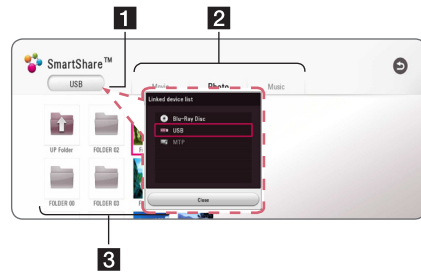 1
2
SmartShare™
USB
Movie Photo Music
Linked device list
Blu-Ray Disc
USB
MTP
Close
UP Folder FOLDER 02
FOLDER 00 FOLDER 03
3